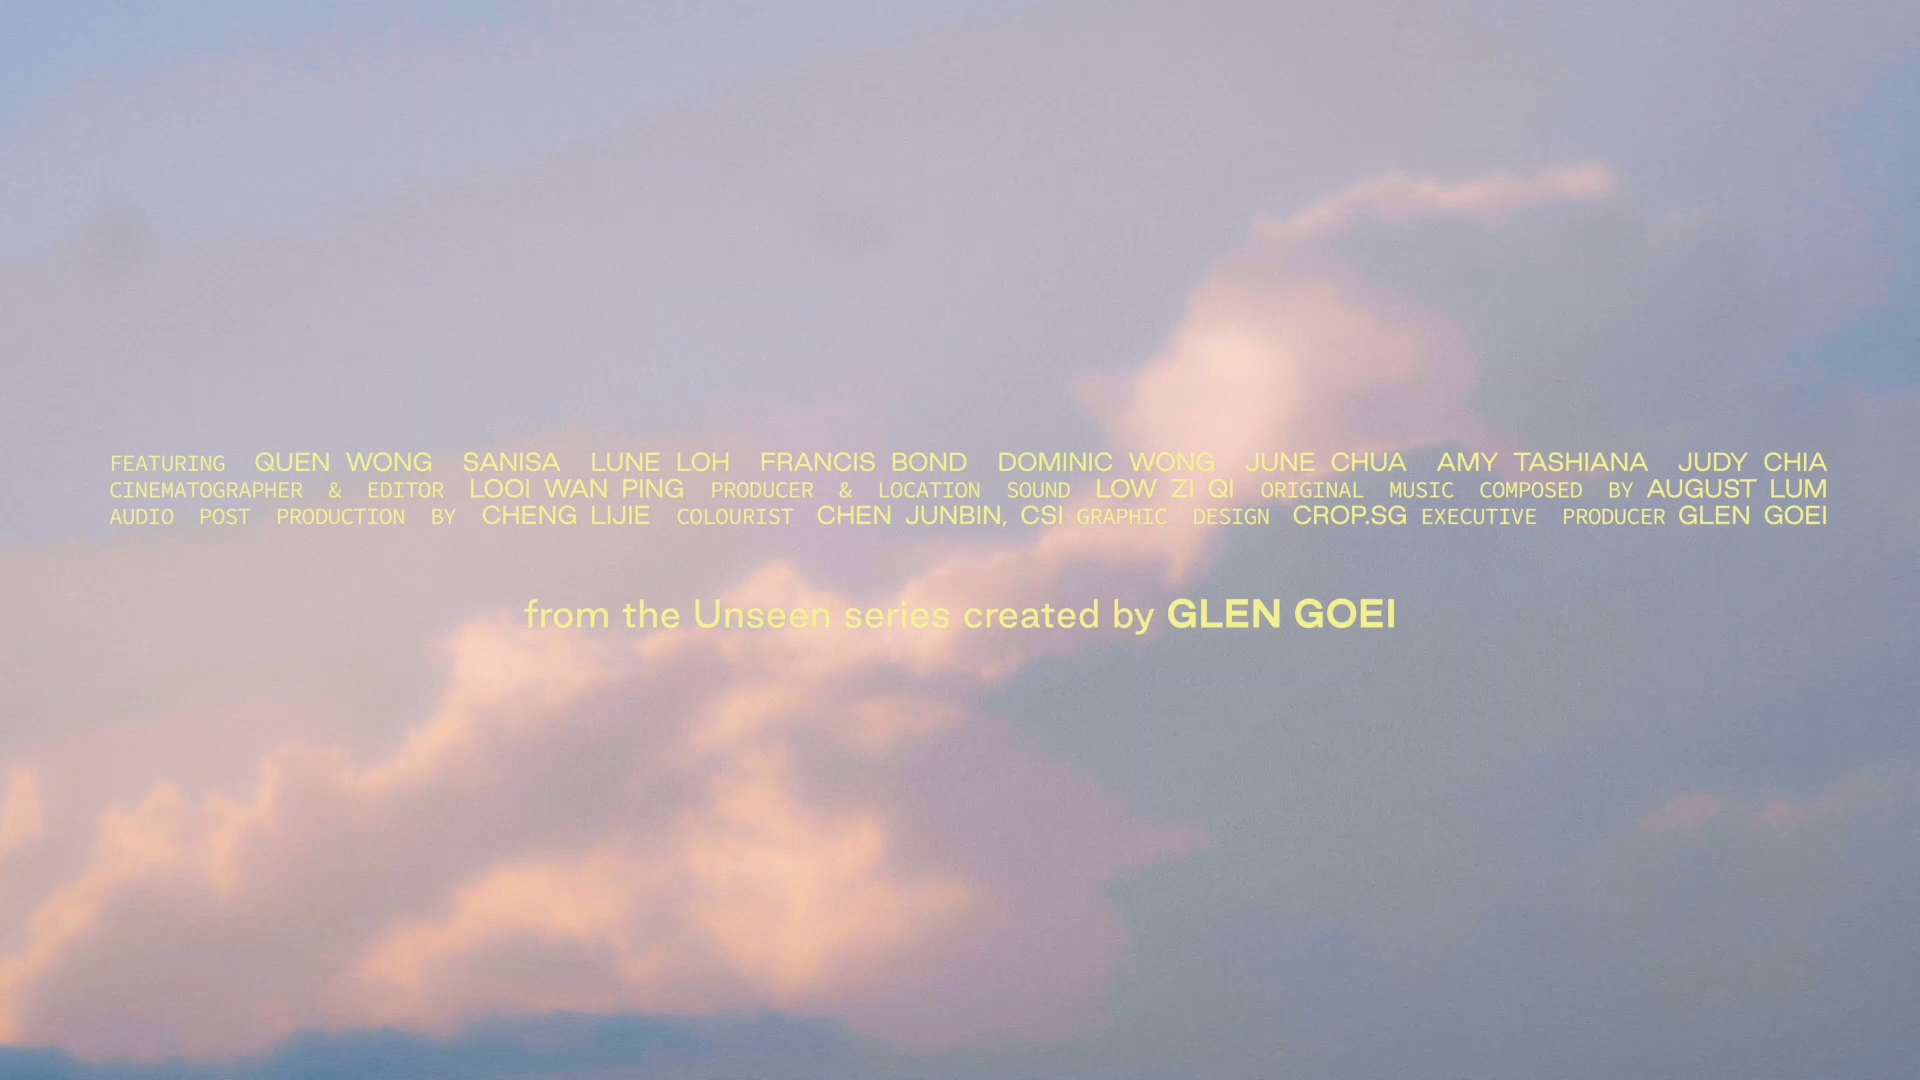 FEATURING QUEN WONG SANISA LUNE LOH FRANCIS BOND DOMINIC WONG JUNE CHUA AMY TASHIANA JUDY CHIA
CINEMATOGRAPHER & EDITOR LOOI WAN PING PRODUCER & LOCATION SOUND LOW ZI QI ORIGINAL MUSIC COMPOSED BY AUGUST LUM
AUDIO POST PRODUCTION BY CHENG LIJIE COLOURIST CHEN JUNBIN, CSI GRAPHIC DESIGN CROP.SG EXECUTIVE PRODUCER GLEN GOEI
from the Unseen series created by GLEN GOEI